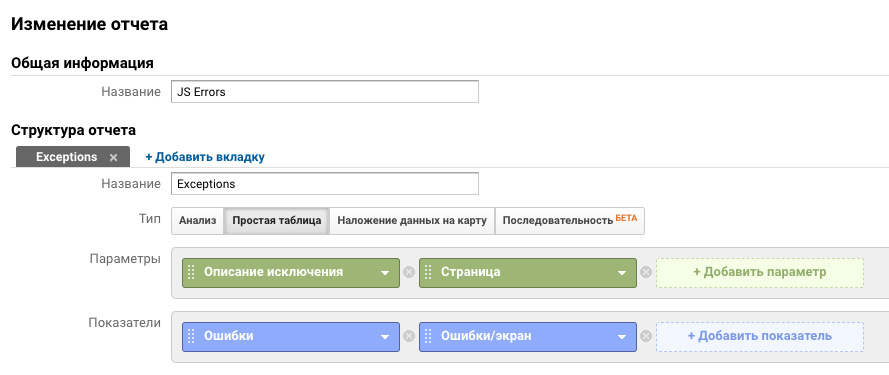 Изменение отчета
Общая информация
Название JS Errors
Структура отчета
Exceptions × + Добавить вкладку
Название Exceptions
Тип Анализ Простая таблица Наложение данных на карту Последовательность БЕТА
Параметры Описание исключения Страница + Добавить параметр
Показатели Ошибки Ошибки/экран + Добавить показатель